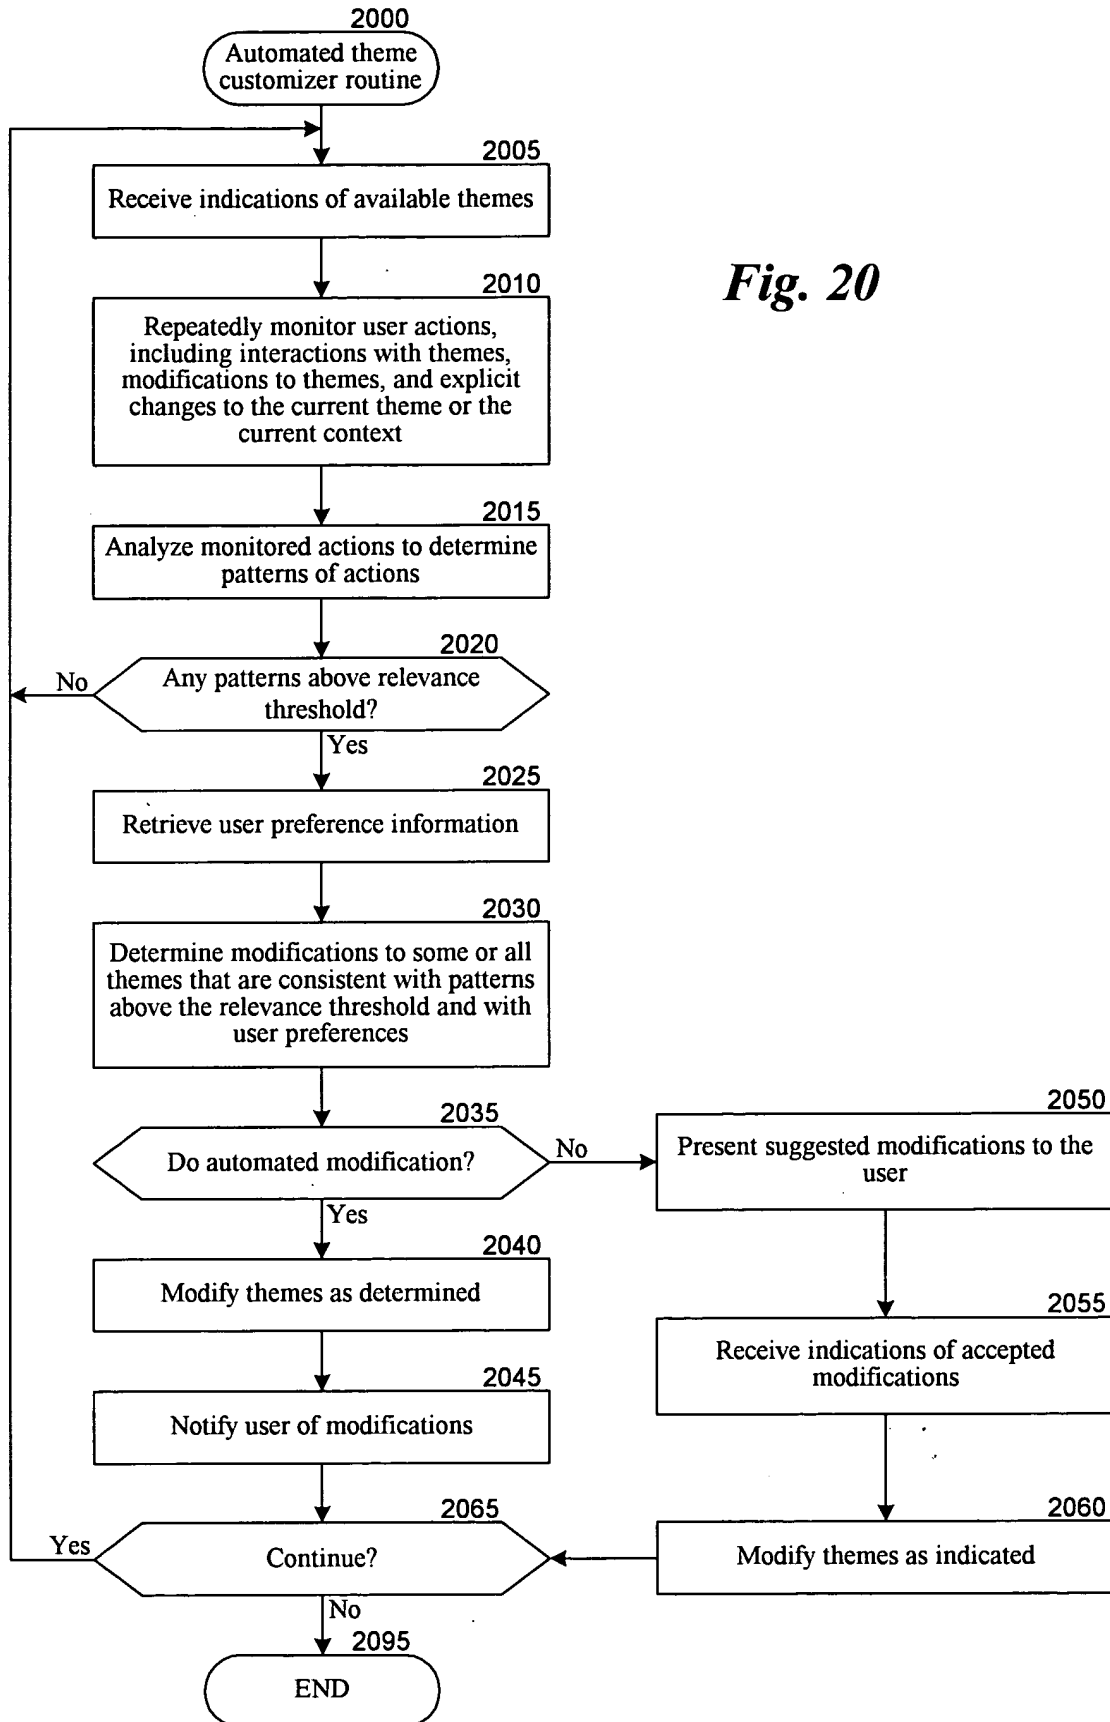 2000
Automated theme
customizer routine
2005
Receive indications of available themes
Fig. 20
2010
Repeatedly monitor user actions,
including interactions with themes,
modifications to themes, and explicit
changes to the current theme or the
current context
2015
Analyze monitored actions to determine
patterns of actions
2020
No
Any patterns above relevance
threshold?
Yes
2025
Retrieve user preference information
2030
Determine modifications to some or all
themes that are consistent with patterns
above the relevance threshold and with
user preferences
2035
Do automated modification?
No
Yes
2050
Present suggested modifications to the
user
2040
Modify themes as determined
2055
Receive indications of accepted
modifications
2045
Notify user of modifications
2060
Modify themes as indicated
2065
Yes
Continue?
No
2095
END